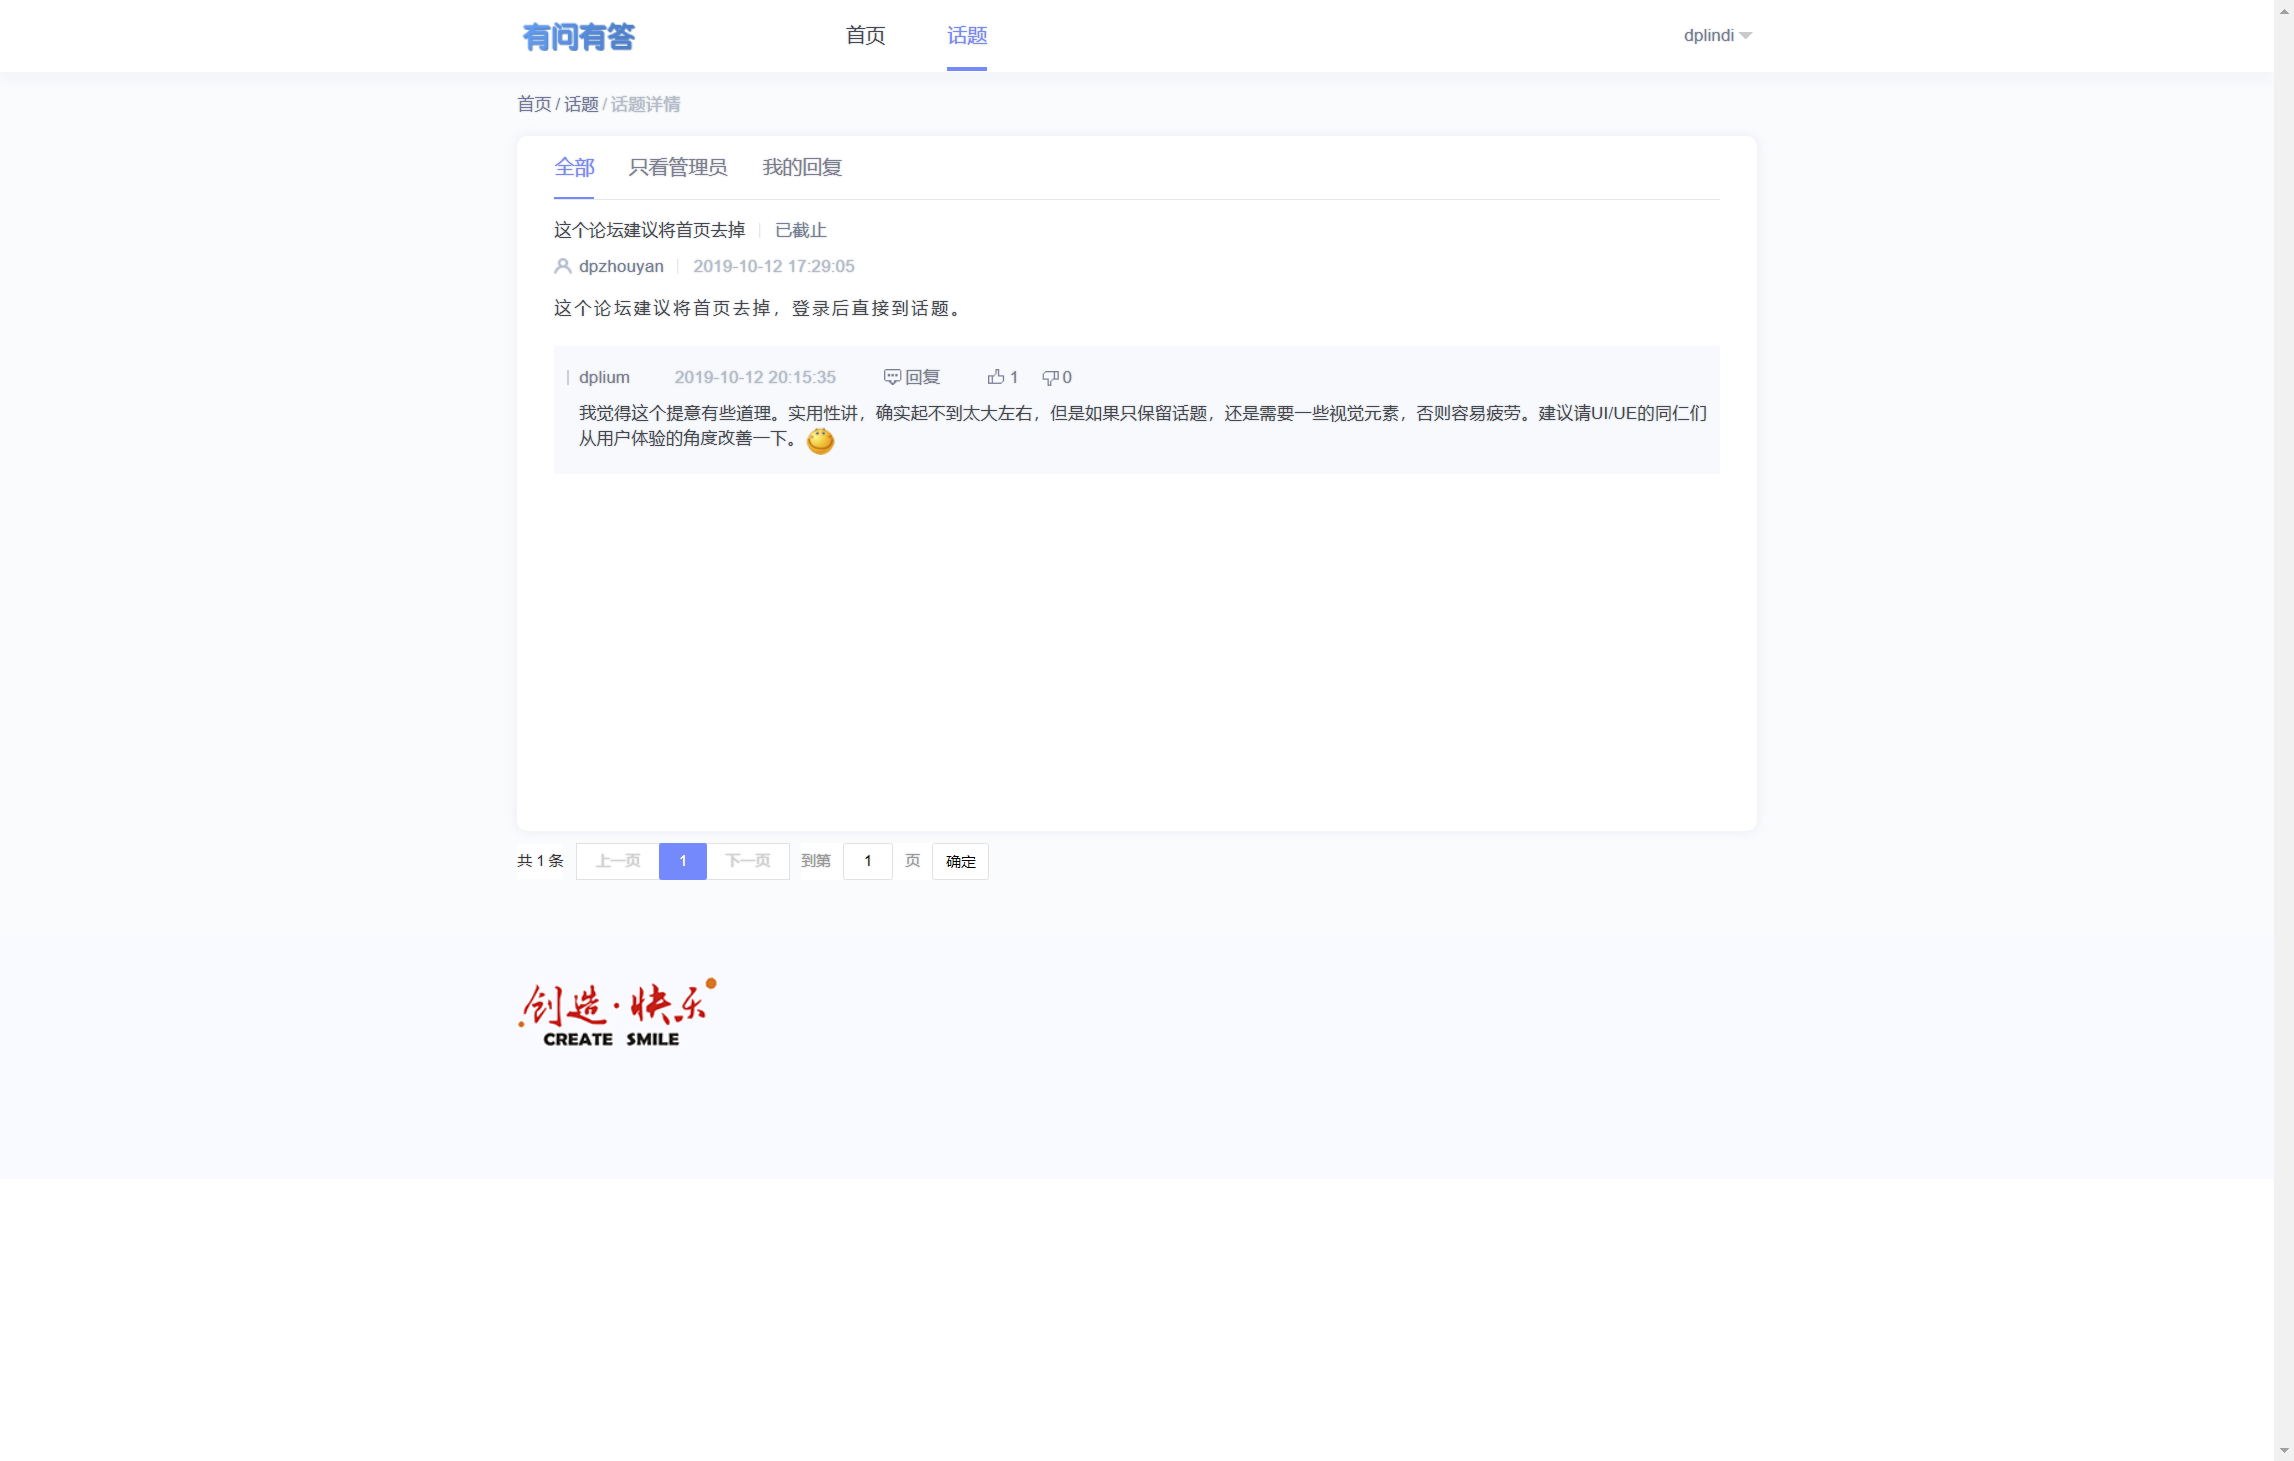 有问有答
首页 话题 dplindi
首页 / 话题 / 话题详情
全部 只看管理员 我的回复
这个论坛建议将首页去掉 已截止
dpzhouyan 2019-10-12 17:29:05
这个论坛建议将首页去掉，登录后直接到话题。
dplium 2019-10-12 20:15:35 回复 1 0
我觉得这个提意有些道理。实用性讲，确实起不到太大左右，但是如果只保留话题，还是需要一些视觉元素，否则容易疲劳。建议请UI/UE的同仁们
从用户体验的角度改善一下。
共 1 条 上一页 1 下一页 到第 1 页 确定
创造·快乐
CREATE SMILE